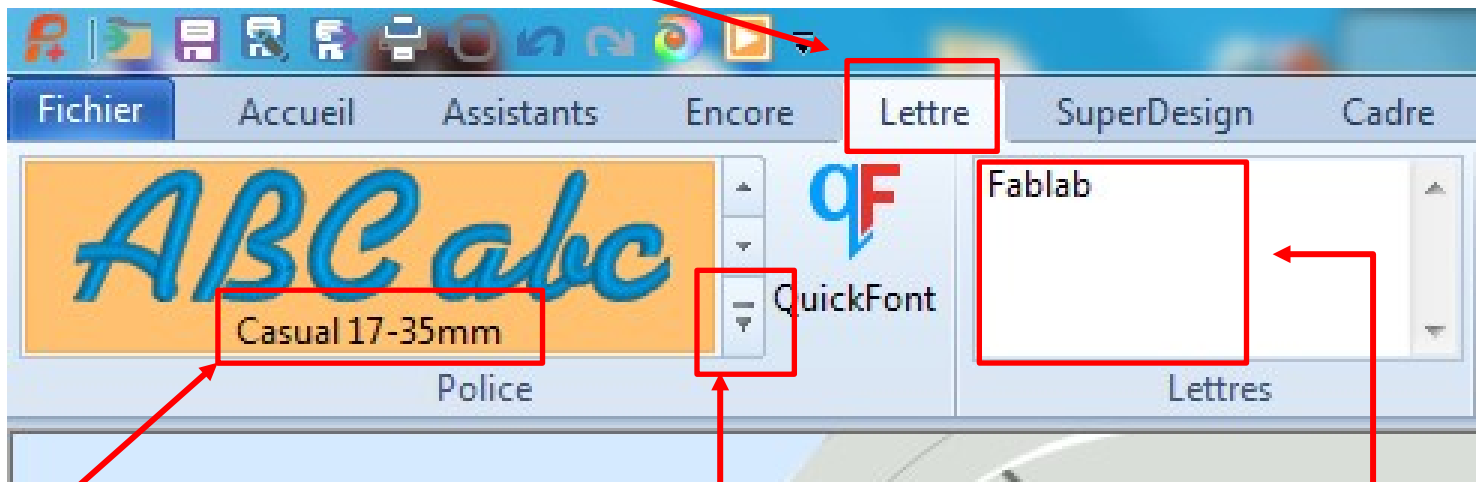 Fichier Accueil Assistants Encore Lettre SuperDesign Cadre
ABC abc
Casual 17-35mm
QuickFont
Fablab
Police
Lettres